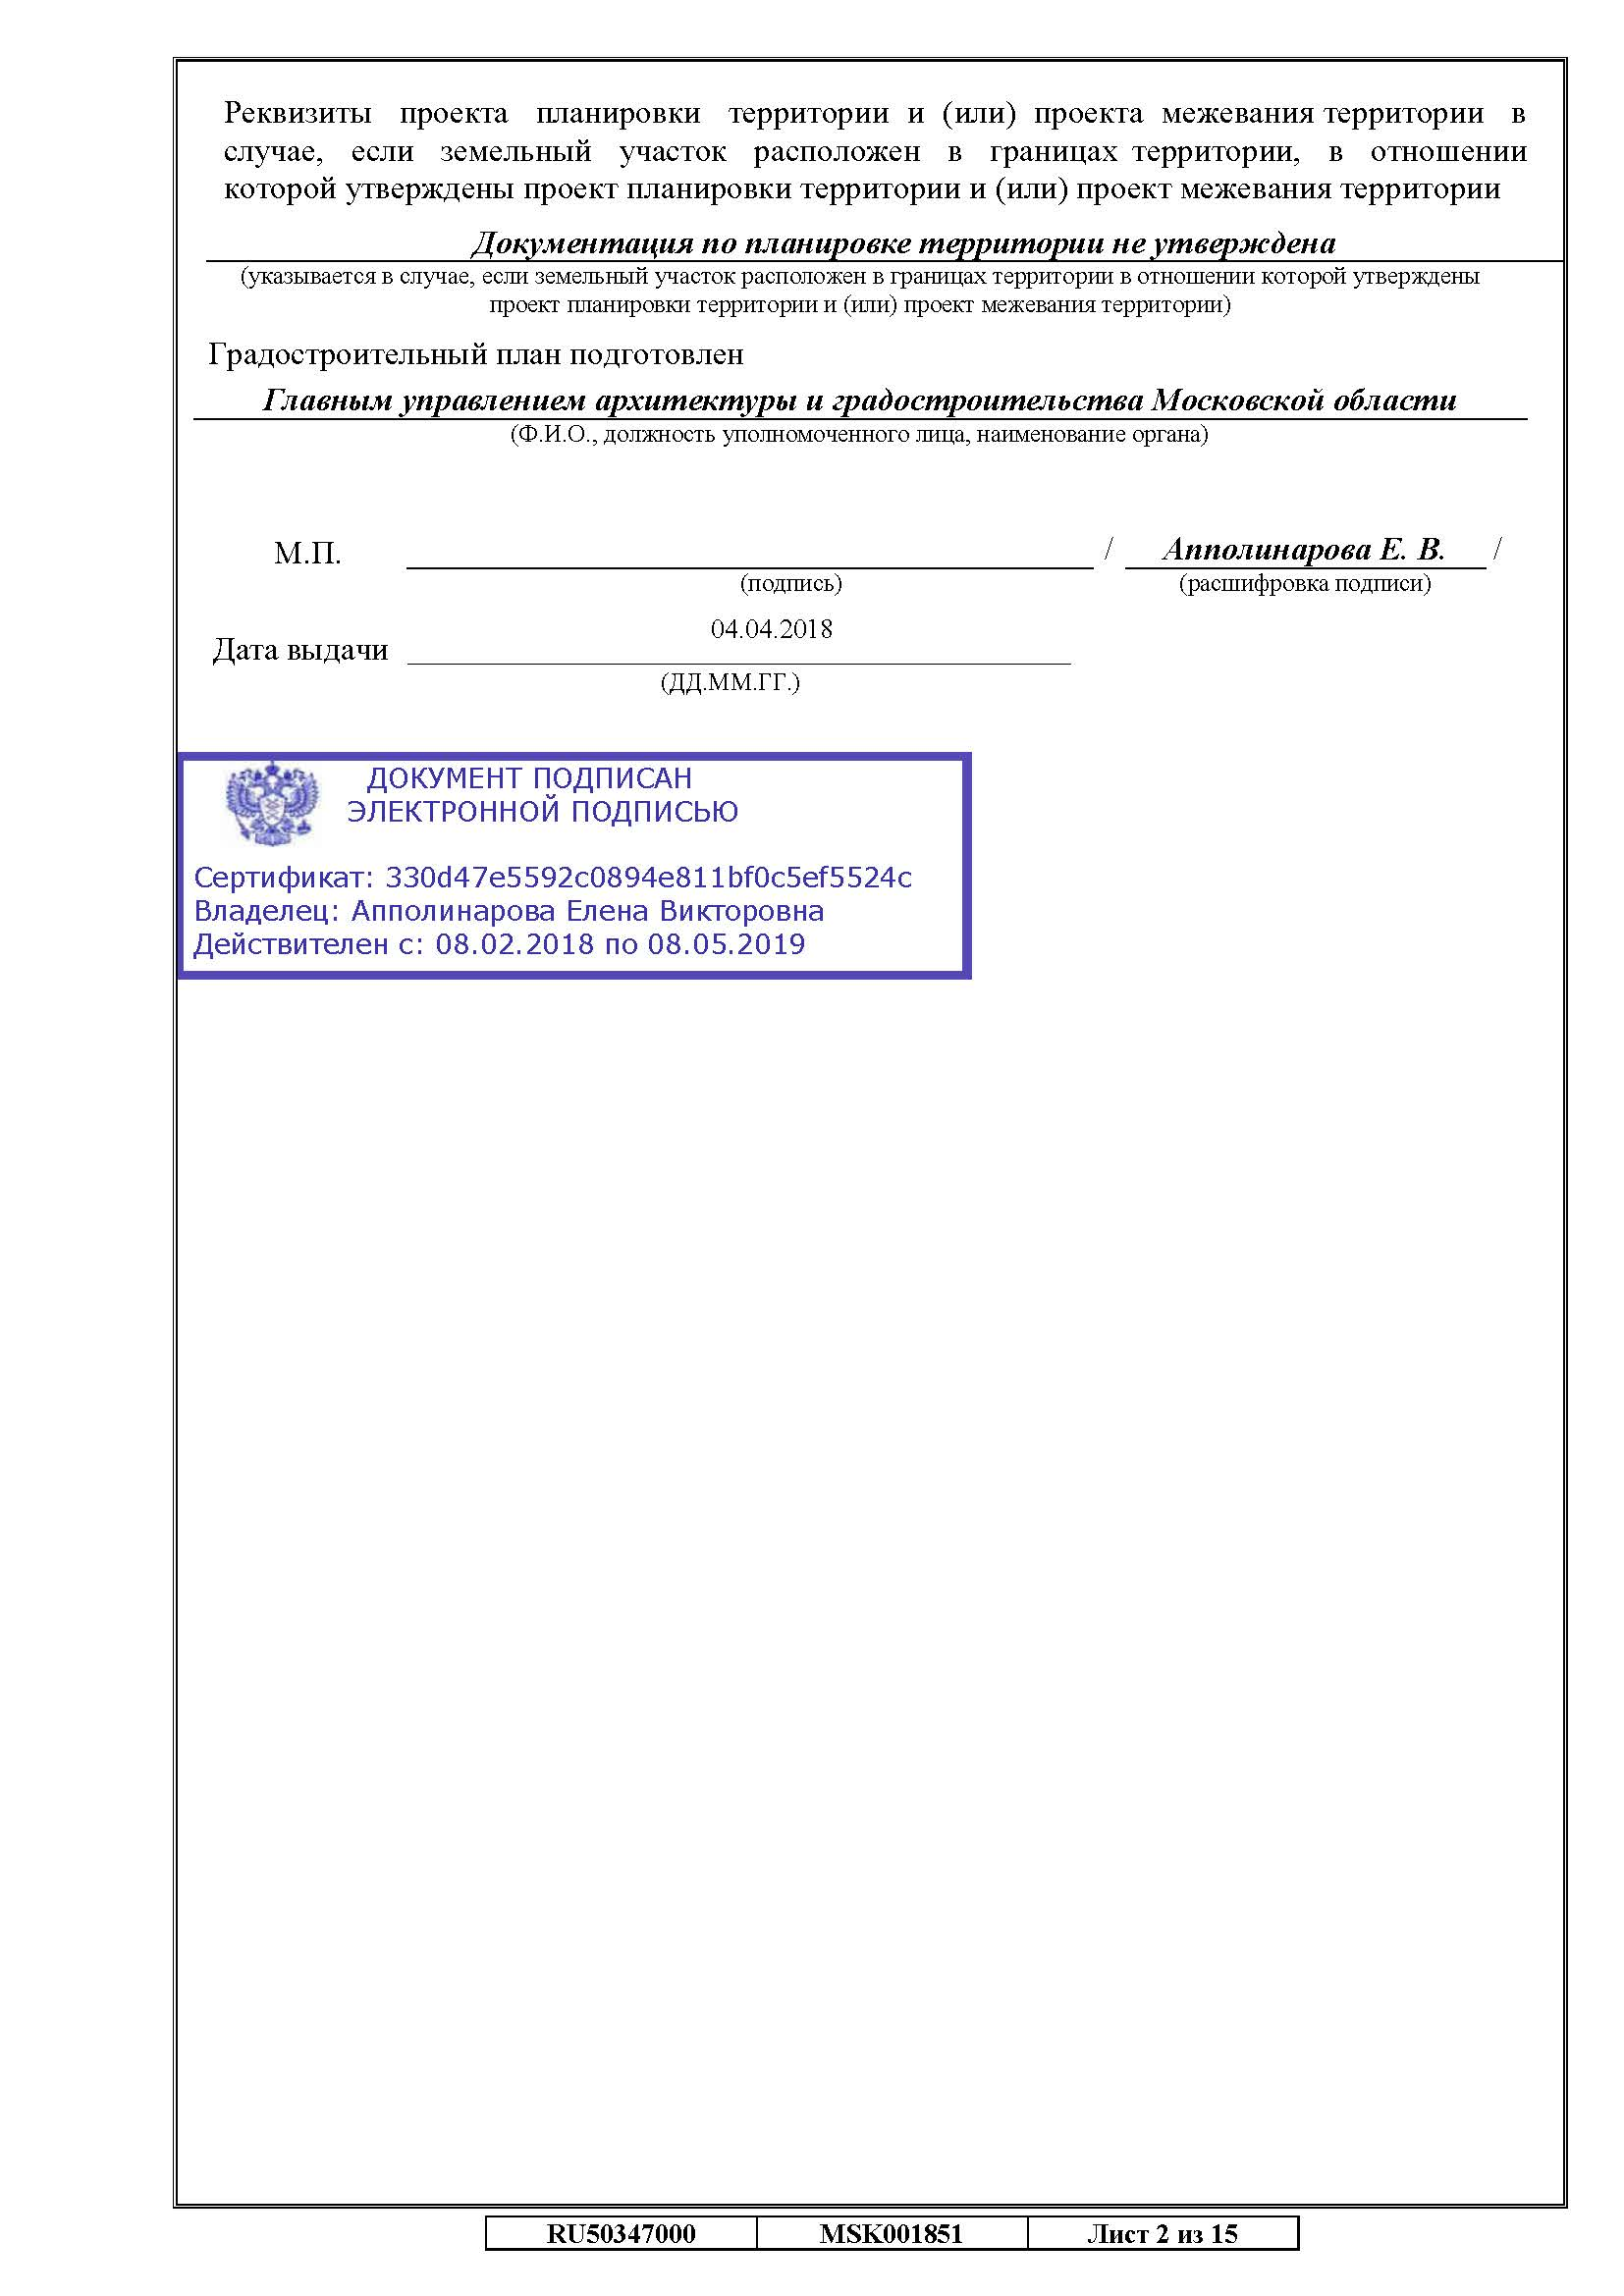 Реквизиты проекта планировки территории и (или) проекта межевания территории в
случае, если земельный участок расположен в границах территории, в отношении
которой утверждены проект планировки территории и (или) проект межевания территории
Документация по планировке территории не утверждена
(указывается в случае, если земельный участок расположен в границах территории в отношении которой утверждены
проект планировки территории и (или) проект межевания территории)
Градостроительный план подготовлен
Главным управлением архитектуры и градостроительства Московской области
(Ф.И.О., должность уполномоченного лица, наименование органа)
М.П. / Апполинарова Е. В. /
(подпись) (расшифровка подписи)
04.04.2018
Дата выдачи
(ДД.ММ.ГГ.)
ДОКУМЕНТ ПОДПИСАН
ЭЛЕКТРОННОЙ ПОДПИСЬЮ
Сертификат: 330d47e5592c0894e811bf0c5ef5524c
Владелец: Апполинарова Елена Викторовна
Действителен с: 08.02.2018 по 08.05.2019
RU50347000 MSK001851 Лист 2 из 15